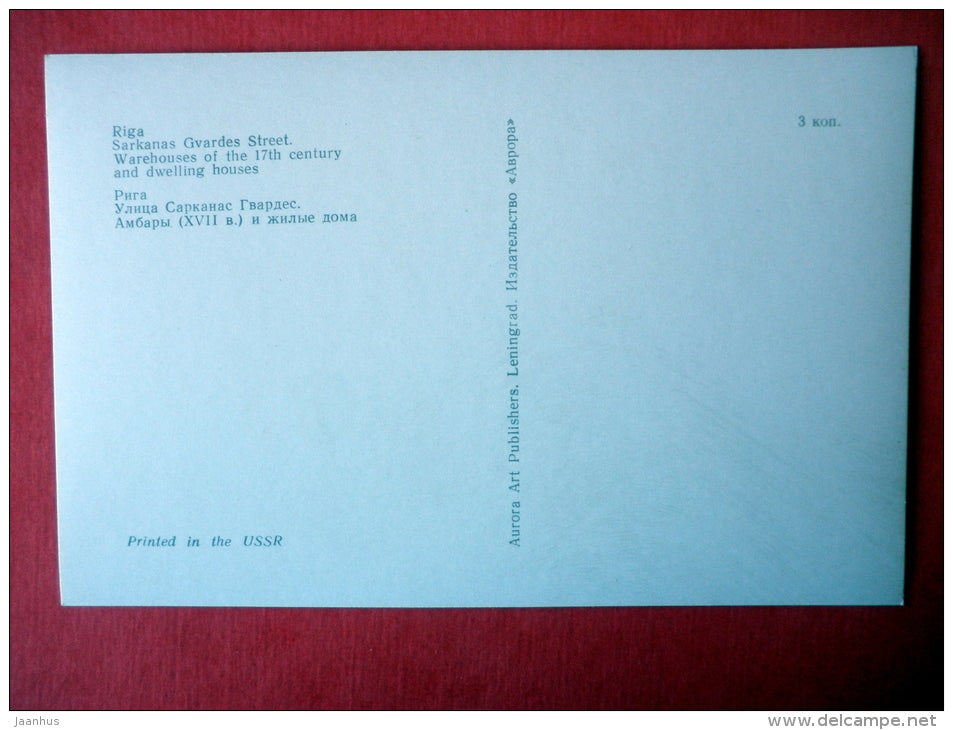 Riga
Sarkanas Gvardes Street.
Warehouses of the 17th century
and dwelling houses
Рига
Улица Сарканас Гвардес.
Амбары (XVII в.) и жилые дома
Printed in the USSR
Aurora Art Publishers. Leningrad. Издательство «Аврора»
3 коп.
jaanhus
www.delcampe.net